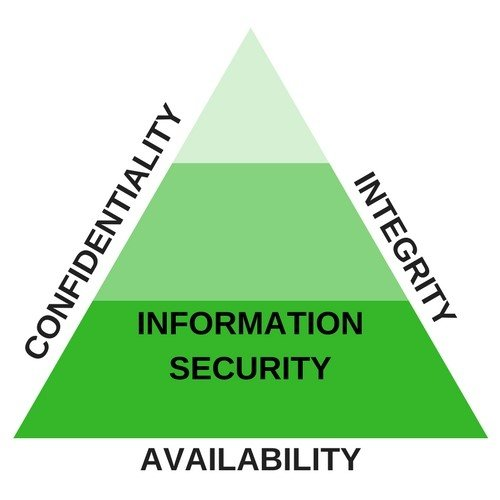 CONFIDENTIALITY
INTEGRITY
INFORMATION
SECURITY
AVAILABILITY